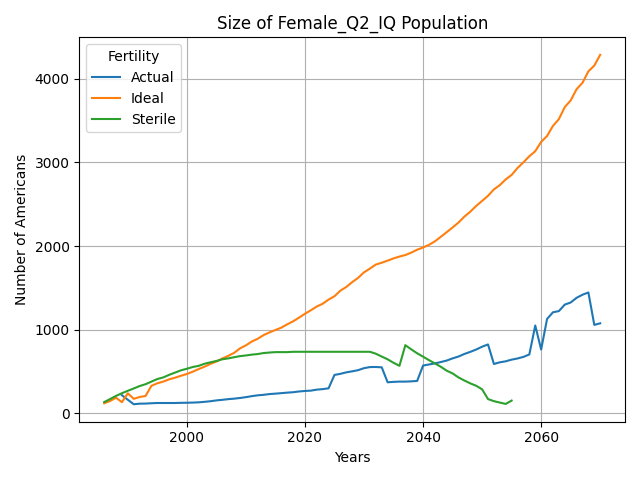 Size of Female_Q2_IQ Population
Fertility
Actual
Ideal
Sterile
Number of Americans
4000
3000
2000
1000
0
2000
2020
2040
2060
Years